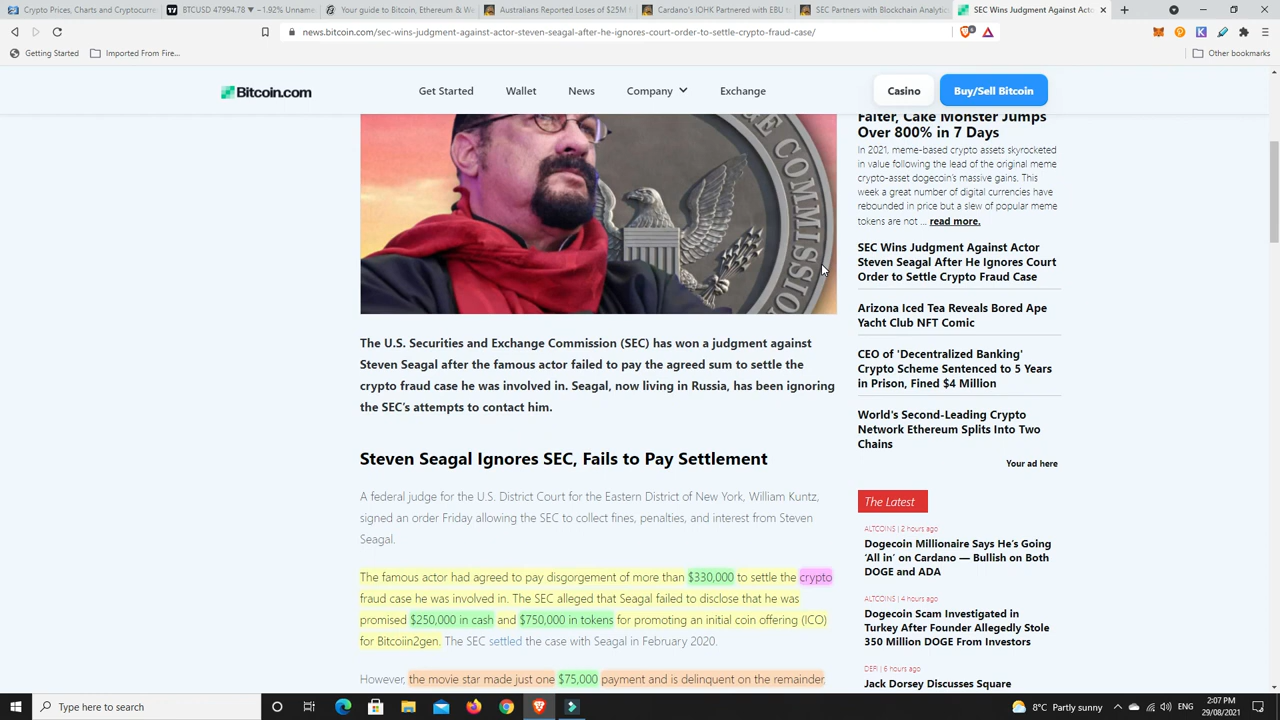 Crypto Prices, Charts and Cryptocurre
BTCUSD 47994.78 ▼ −1.92% Unname
Your guide to Bitcoin, Ethereum & We
Australians Reported Loses of $25M f
Cardano's IOHK Partnered with EBU to
SEC Partners with Blockchain Analytic
SEC Wins Judgment Against Acto
news.bitcoin.com/sec-wins-judgment-against-actor-steven-seagal-after-he-ignores-court-order-to-settle-crypto-fraud-case/
Getting Started
Imported From Fire...
Other bookmarks
Bitcoin.com
Get Started
Wallet
News
Company
Exchange
Casino
Buy/Sell Bitcoin
COMMISSION
The U.S. Securities and Exchange Commission (SEC) has won a judgment against
Steven Seagal after the famous actor failed to pay the agreed sum to settle the
crypto fraud case he was involved in. Seagal, now living in Russia, has been ignoring
the SEC's attempts to contact him.
Steven Seagal Ignores SEC, Fails to Pay Settlement
A federal judge for the U.S. District Court for the Eastern District of New York, William Kuntz,
signed an order Friday allowing the SEC to collect fines, penalties, and interest from Steven
Seagal.
The famous actor had agreed to pay disgorgement of more than $330,000 to settle the crypto
fraud case he was involved in. The SEC alleged that Seagal failed to disclose that he was
promised $250,000 in cash and $750,000 in tokens for promoting an initial coin offering (ICO)
for Bitcoiin2gen. The SEC settled the case with Seagal in February 2020.
However, the movie star made just one $75,000 payment and is delinquent on the remainder.
Falter, Cake Monster Jumps
Over 800% in 7 Days
In 2021, meme-based crypto assets skyrocketed
in value following the lead of the original meme
crypto-asset dogecoin's massive gains. This
week a great number of digital currencies have
rebounded in price but a slew of popular meme
tokens are not ... read more.
SEC Wins Judgment Against Actor
Steven Seagal After He Ignores Court
Order to Settle Crypto Fraud Case
Arizona Iced Tea Reveals Bored Ape
Yacht Club NFT Comic
CEO of 'Decentralized Banking'
Crypto Scheme Sentenced to 5 Years
in Prison, Fined $4 Million
World's Second-Leading Crypto
Network Ethereum Splits Into Two
Chains
Your ad here
The Latest
ALTCOINS | 2 hours ago
Dogecoin Millionaire Says He's Going
'All in' on Cardano — Bullish on Both
DOGE and ADA
ALTCOINS | 4 hours ago
Dogecoin Scam Investigated in
Turkey After Founder Allegedly Stole
350 Million DOGE From Investors
DEFI | 6 hours ago
Jack Dorsey Discusses Square
Type here to search
8°C Partly sunny
ENG
2:07 PM
29/08/2021